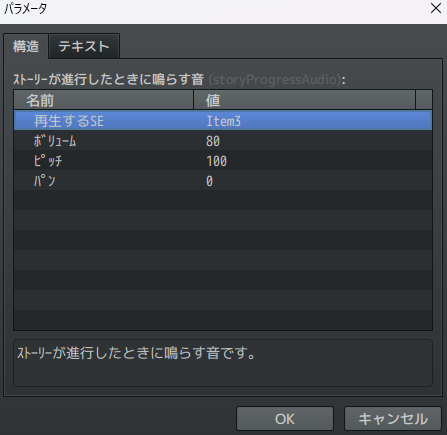 パラメータ
構造 テキスト
ｽﾄｰﾘｰが進行したときに鳴らす音 (storyProgressAudio):
名前 値
再生するSE Item3
ﾎﾞﾘｭｰﾑ 80
ﾋﾟｯﾁ 100
ﾊﾟﾝ 0
ｽﾄｰﾘｰが進行したときに鳴らす音です。
OK キャンセル